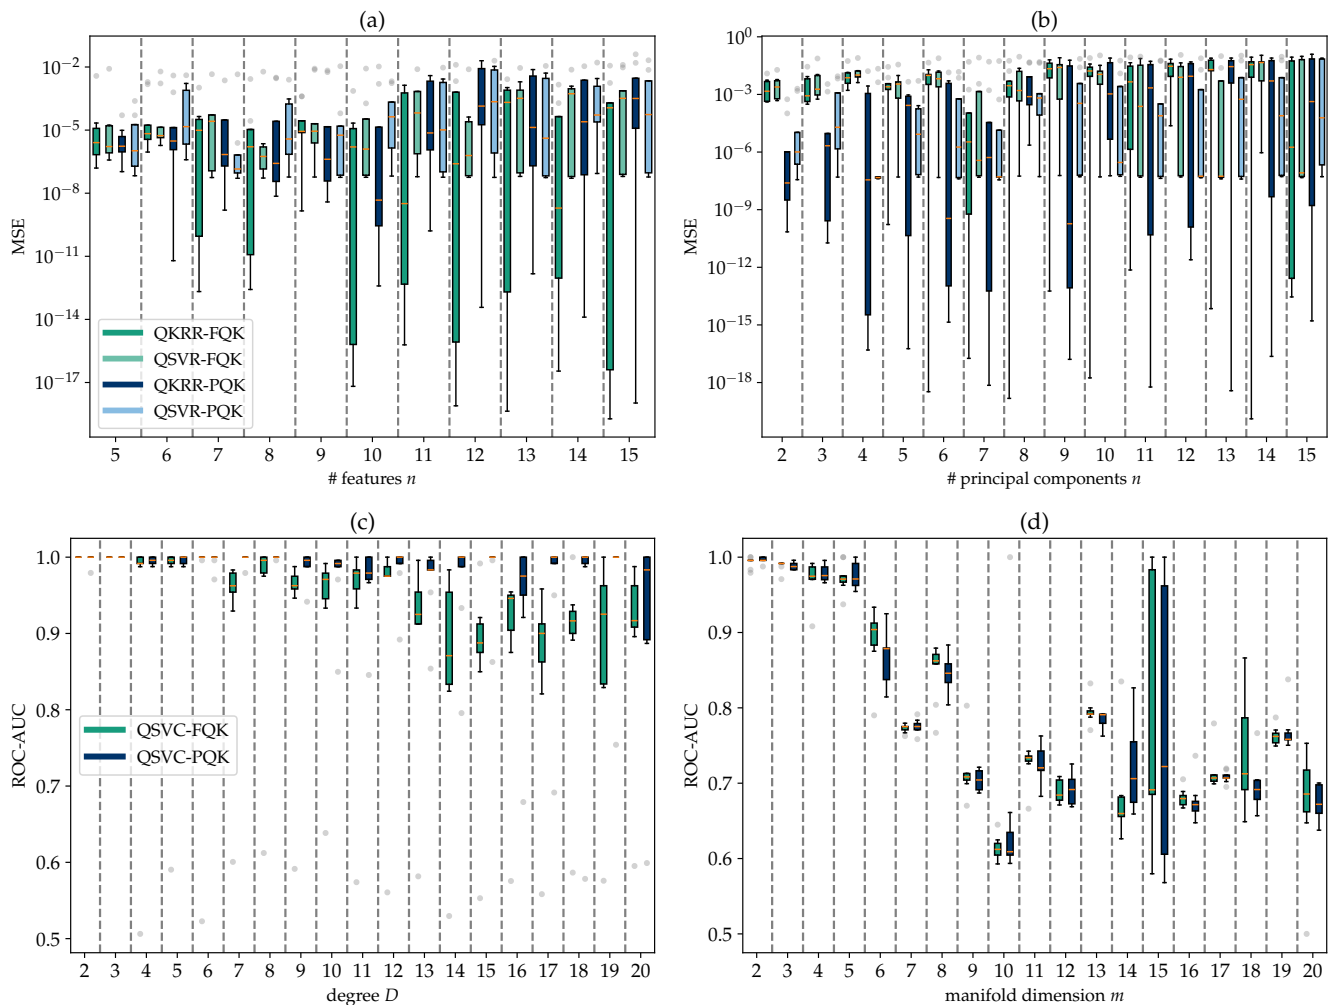 (a)
10⁻²
10⁻⁵
10⁻⁸
10⁻¹¹
10⁻¹⁴
10⁻¹⁷
MSE
QKRR-FQK
QSVR-FQK
QKRR-PQK
QSVR-PQK
5 6 7 8 9 10 11 12 13 14 15
# features n
(b)
10⁰
10⁻³
10⁻⁶
10⁻⁹
10⁻¹²
10⁻¹⁵
10⁻¹⁸
MSE
2 3 4 5 6 7 8 9 10 11 12 13 14 15
# principal components n
(c)
1.0
0.9
0.8
0.7
0.6
0.5
ROC-AUC
QSVC-FQK
QSVC-PQK
2 3 4 5 6 7 8 9 10 11 12 13 14 15 16 17 18 19 20
degree D
(d)
1.0
0.9
0.8
0.7
0.6
0.5
ROC-AUC
2 3 4 5 6 7 8 9 10 11 12 13 14 15 16 17 18 19 20
manifold dimension m